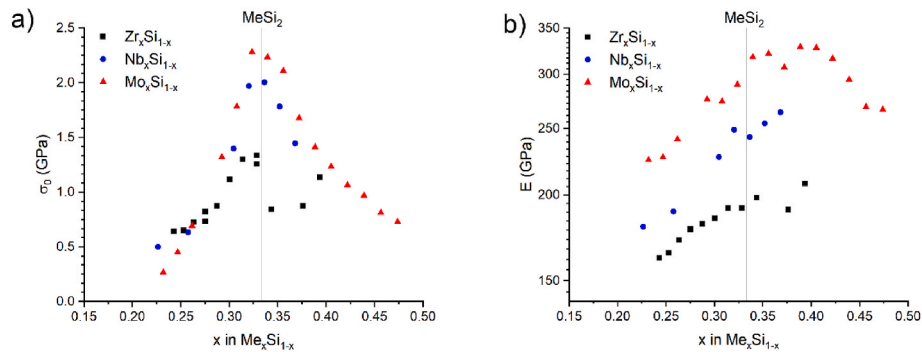 a)
MeSi₂
ZrₓSi₁₋ₓ
NbₓSi₁₋ₓ
MoₓSi₁₋ₓ
σ₀ (GPa)
2.5
2.0
1.5
1.0
0.5
0.0
0.15 0.20 0.25 0.30 0.35 0.40 0.45 0.50
x in MeₓSi₁₋ₓ
b)
MeSi₂
ZrₓSi₁₋ₓ
NbₓSi₁₋ₓ
MoₓSi₁₋ₓ
E (GPa)
350
300
250
200
150
0.15 0.20 0.25 0.30 0.35 0.40 0.45 0.50
x in MeₓSi₁₋ₓ